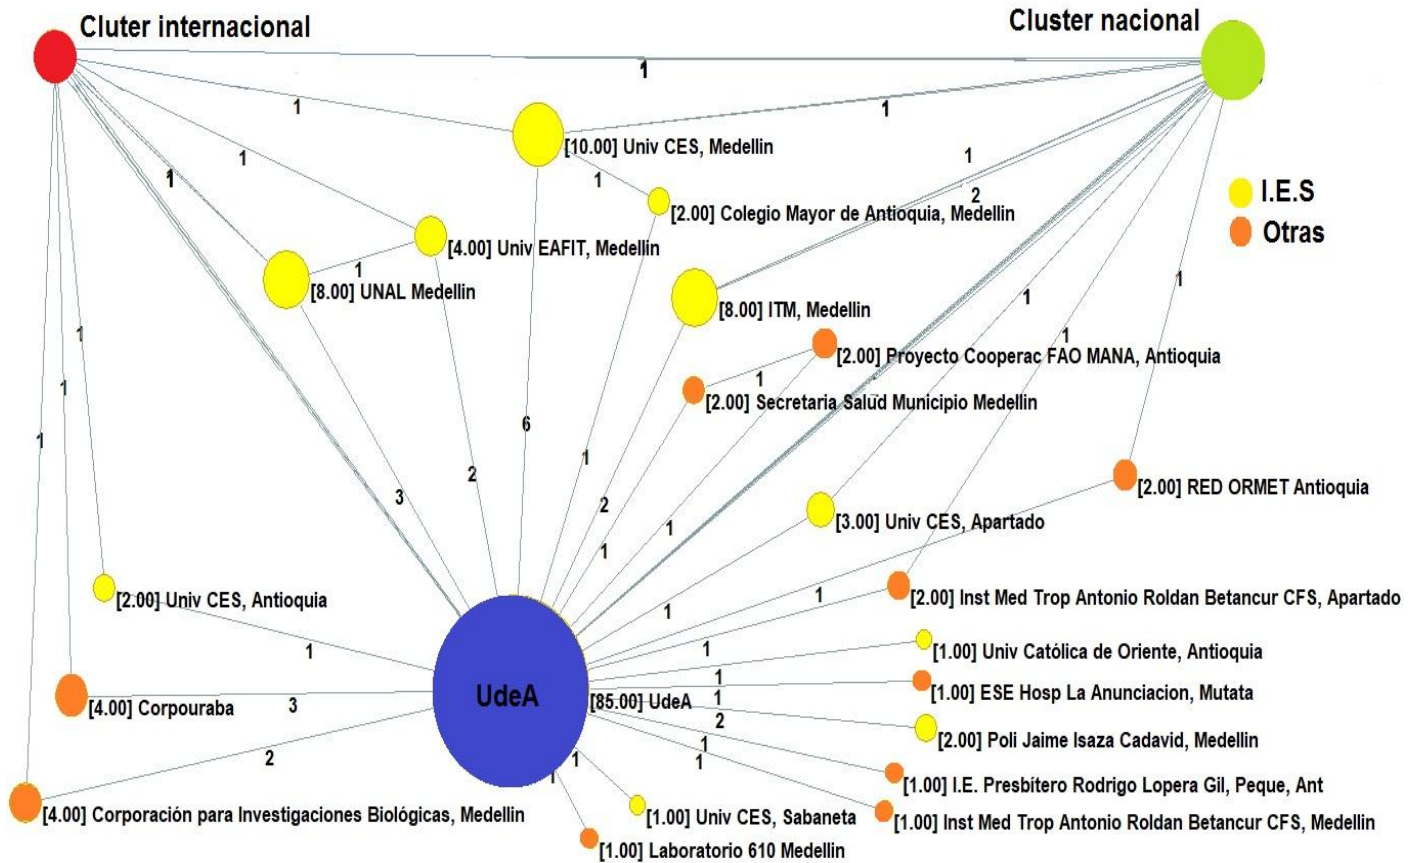 Cluter internacional
Cluster nacional
1
1
1
[10.00] Univ CES, Medellin
1
1
1
1
2
I.E.S
[2.00] Colegio Mayor de Antioquia, Medellin
Otras
[4.00] Univ EAFIT, Medellin
1
[8.00] UNAL Medellin
1
1
[8.00] ITM, Medellin
1
1
[2.00] Proyecto Cooperac FAO MANA, Antioquia
1
1
[2.00] Secretaria Salud Municipio Medellin
6
1
1
2
[2.00] RED ORMET Antioquia
3
2
1
[3.00] Univ CES, Apartado
1
[2.00] Univ CES, Antioquia
1
[2.00] Inst Med Trop Antonio Roldan Betancur CFS, Apartado
1
1
1
[1.00] Univ Católica de Oriente, Antioquia
1
UdeA
[85.00] UdeA
1
[1.00] ESE Hosp La Anunciacion, Mutata
[4.00] Corpouraba
3
2
1
[2.00] Poli Jaime Isaza Cadavid, Medellin
2
1
1
1
[1.00] I.E. Presbítero Rodrigo Lopera Gil, Peque, Ant
[4.00] Corporación para Investigaciones Biológicas, Medellin
[1.00] Univ CES, Sabaneta
[1.00] Inst Med Trop Antonio Roldan Betancur CFS, Medellin
[1.00] Laboratorio 610 Medellin